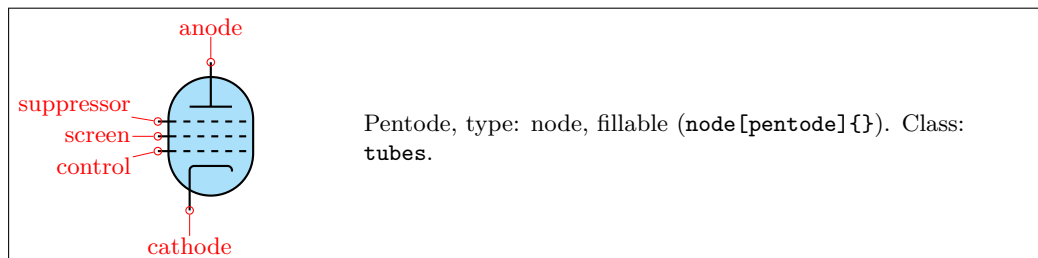 anode
suppressor
screen
control
cathode
Pentode, type: node, fillable (node[pentode]{}). Class:
tubes.